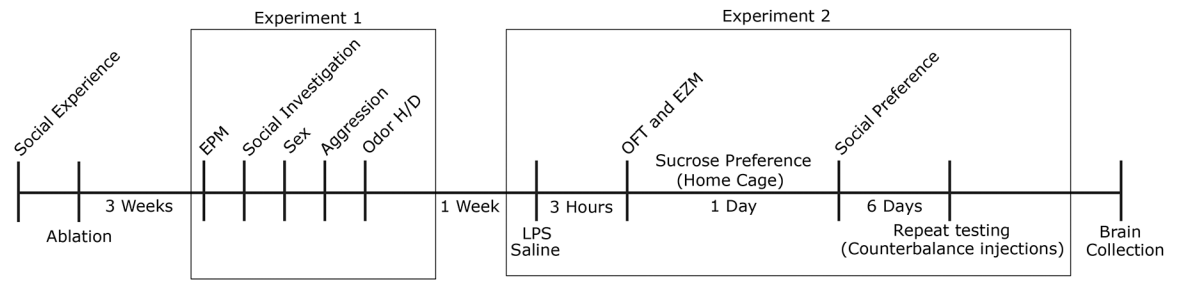 Experiment 1
Experiment 2
Social Experience
Ablation
3 Weeks
EPM
Social Investigation
Sex
Aggression
Odor H/D
1 Week
LPS
Saline
3 Hours
OFT and EZM
Sucrose Preference
(Home Cage)
1 Day
Social Preference
6 Days
Repeat testing
(Counterbalance injections)
Brain
Collection